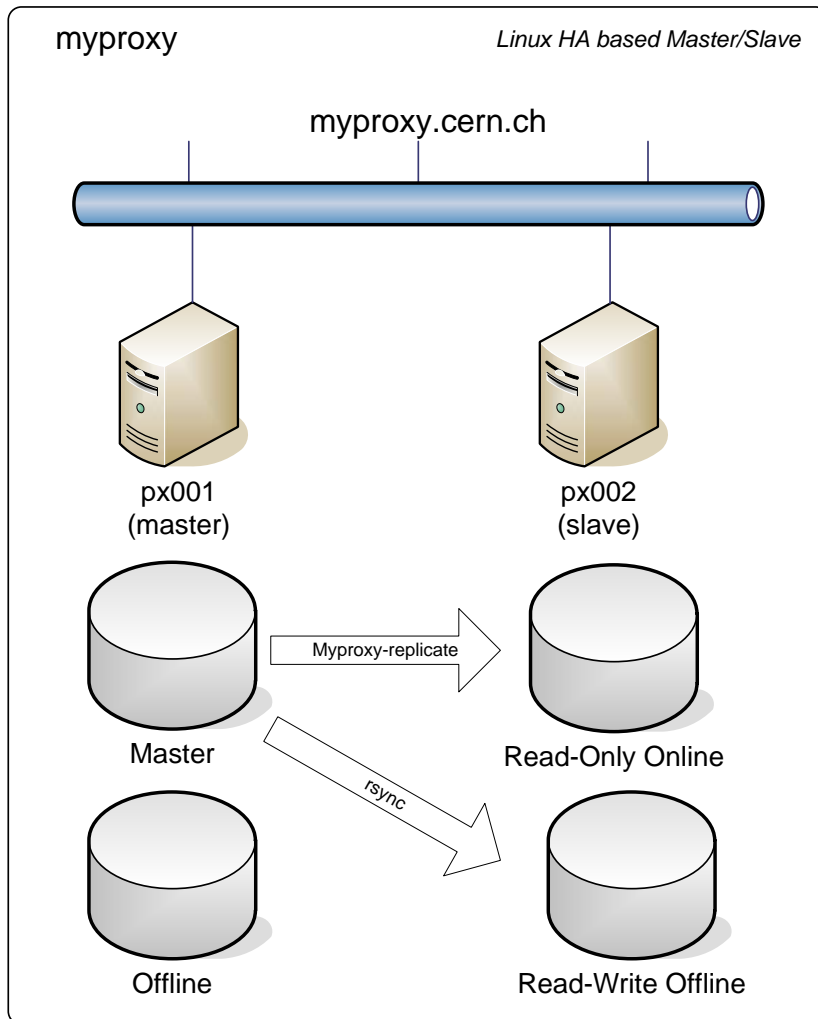 myproxy
Linux HA based Master/Slave
myproxy.cern.ch
px001
(master)
px002
(slave)
Myproxy-replicate
Master
Read-Only Online
rsync
Offline
Read-Write Offline